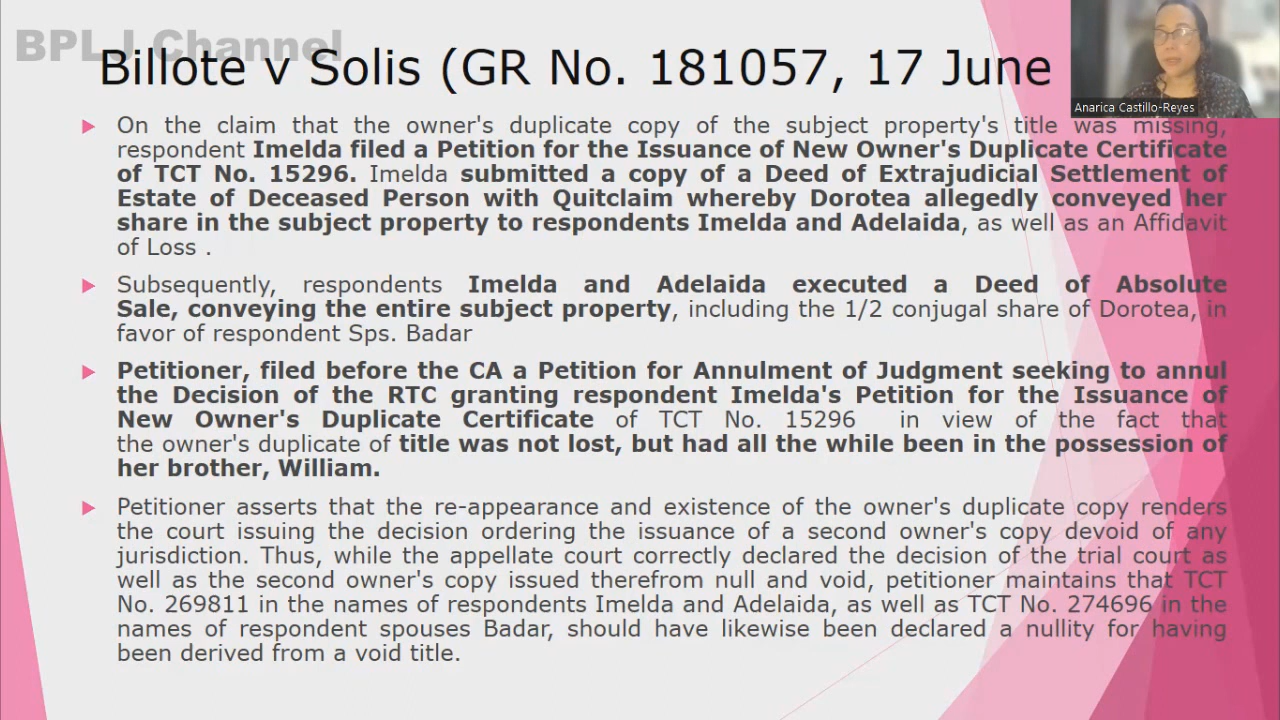 BPLJ Channel
Billote v Solis (GR No. 181057, 17 June
Anarica Castillo-Reyes
On the claim that the owner's duplicate copy of the subject property's title was missing,
respondent Imelda filed a Petition for the Issuance of New Owner's Duplicate Certificate
of TCT No. 15296. Imelda submitted a copy of a Deed of Extrajudicial Settlement of
Estate of Deceased Person with Quitclaim whereby Dorotea allegedly conveyed her
share in the subject property to respondents Imelda and Adelaida, as well as an Affidavit
of Loss .
Subsequently, respondents Imelda and Adelaida executed a Deed of Absolute
Sale, conveying the entire subject property, including the 1/2 conjugal share of Dorotea, in
favor of respondent Sps. Badar
Petitioner, filed before the CA a Petition for Annulment of Judgment seeking to annul
the Decision of the RTC granting respondent Imelda's Petition for the Issuance of
New Owner's Duplicate Certificate of TCT No. 15296 in view of the fact that
the owner's duplicate of title was not lost, but had all the while been in the possession of
her brother, William.
Petitioner asserts that the re-appearance and existence of the owner's duplicate copy renders
the court issuing the decision ordering the issuance of a second owner's copy devoid of any
jurisdiction. Thus, while the appellate court correctly declared the decision of the trial court as
well as the second owner's copy issued therefrom null and void, petitioner maintains that TCT
No. 269811 in the names of respondents Imelda and Adelaida, as well as TCT No. 274696 in the
names of respondent spouses Badar, should have likewise been declared a nullity for having
been derived from a void title.